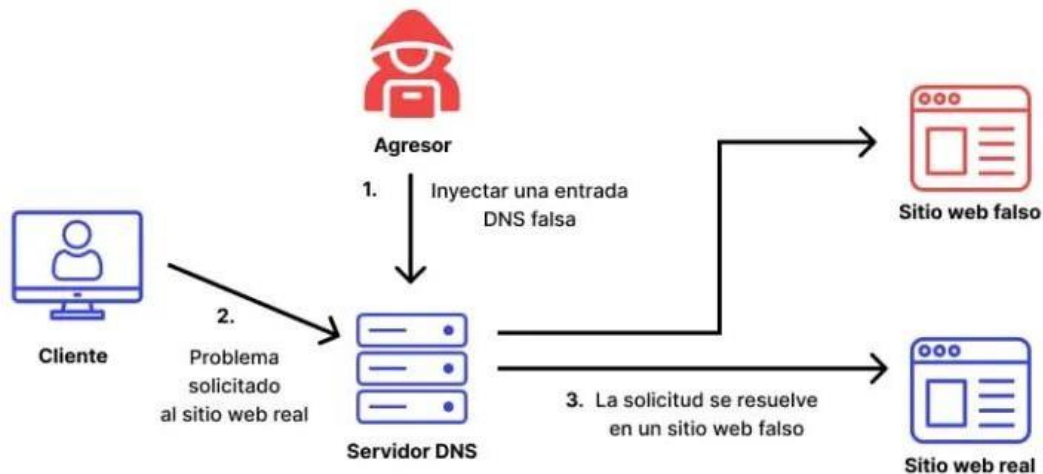 Agresor
1. Inyectar una entrada
DNS falsa
Sitio web falso
Cliente
2.
Problema
solicitado
al sitio web real
Servidor DNS
3. La solicitud se resuelve
en un sitio web falso
Sitio web real